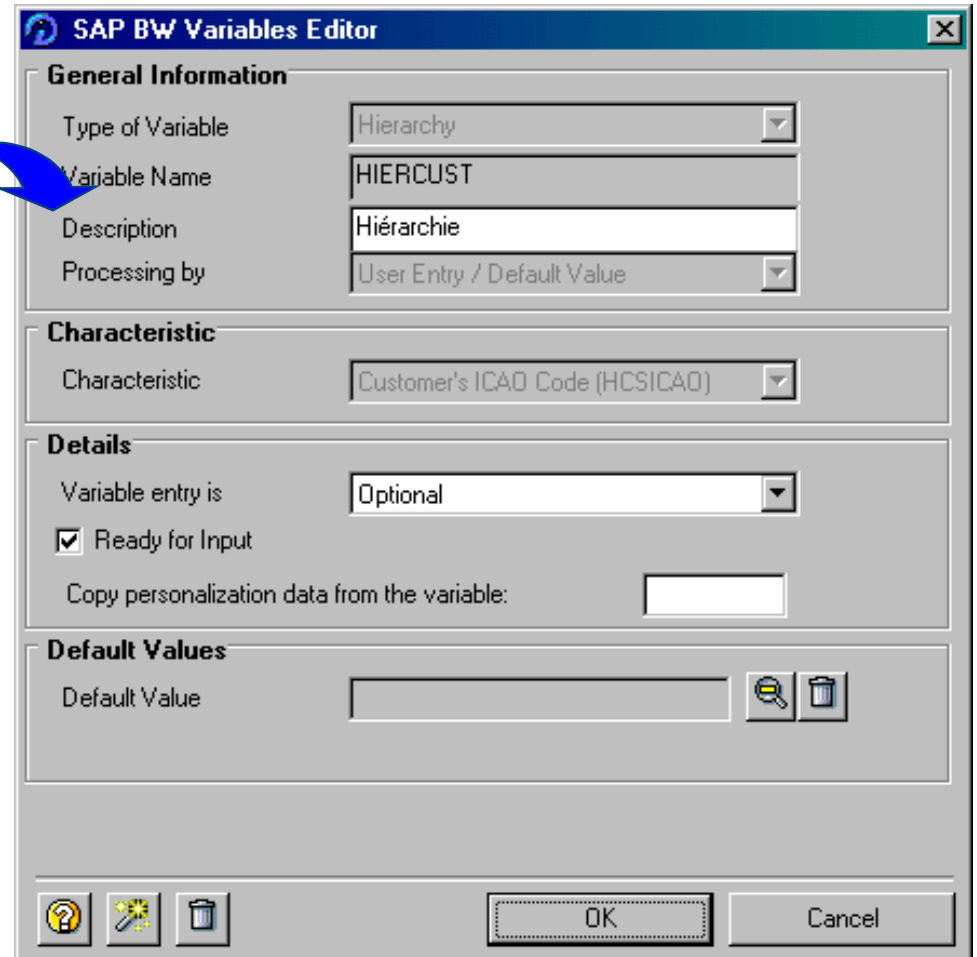 SAP BW Variables Editor
General Information
Type of Variable Hierarchy
Variable Name HIERCUST
Description Hiérarchie
Processing by User Entry / Default Value
Characteristic
Characteristic Customer's ICAO Code (HCSICAO)
Details
Variable entry is Optional
Ready for Input
Copy personalization data from the variable:
Default Values
Default Value
OK Cancel